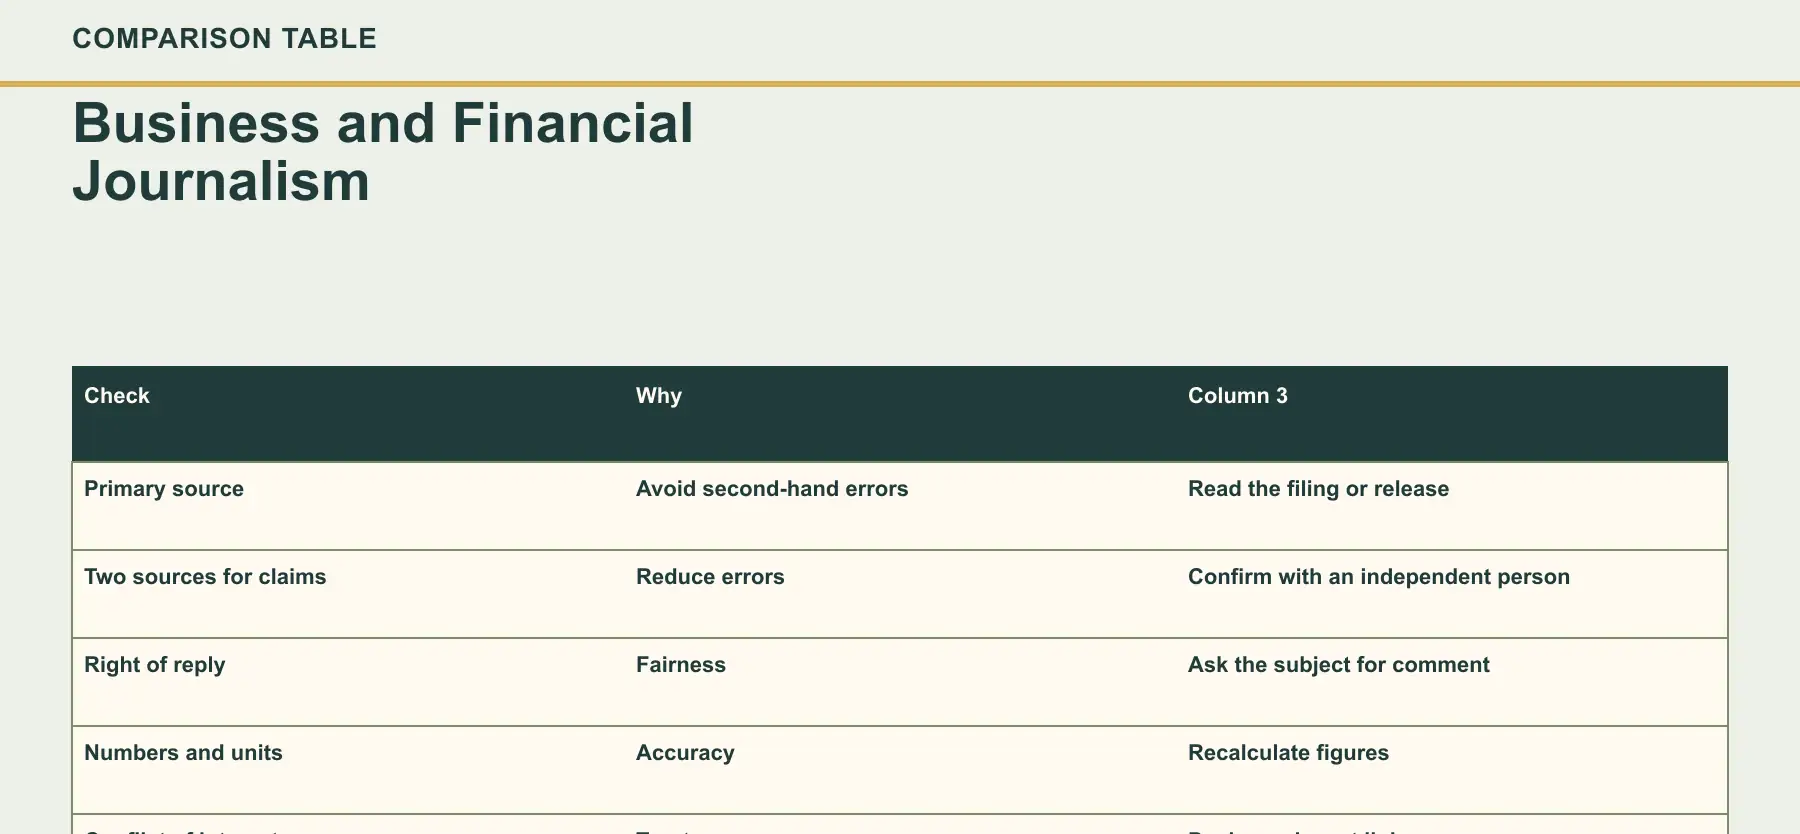 COMPARISON TABLE
Business and Financial
Journalism
Check Why Column 3
Primary source Avoid second-hand errors Read the filing or release
Two sources for claims Reduce errors Confirm with an independent person
Right of reply Fairness Ask the subject for comment
Numbers and units Accuracy Recalculate figures